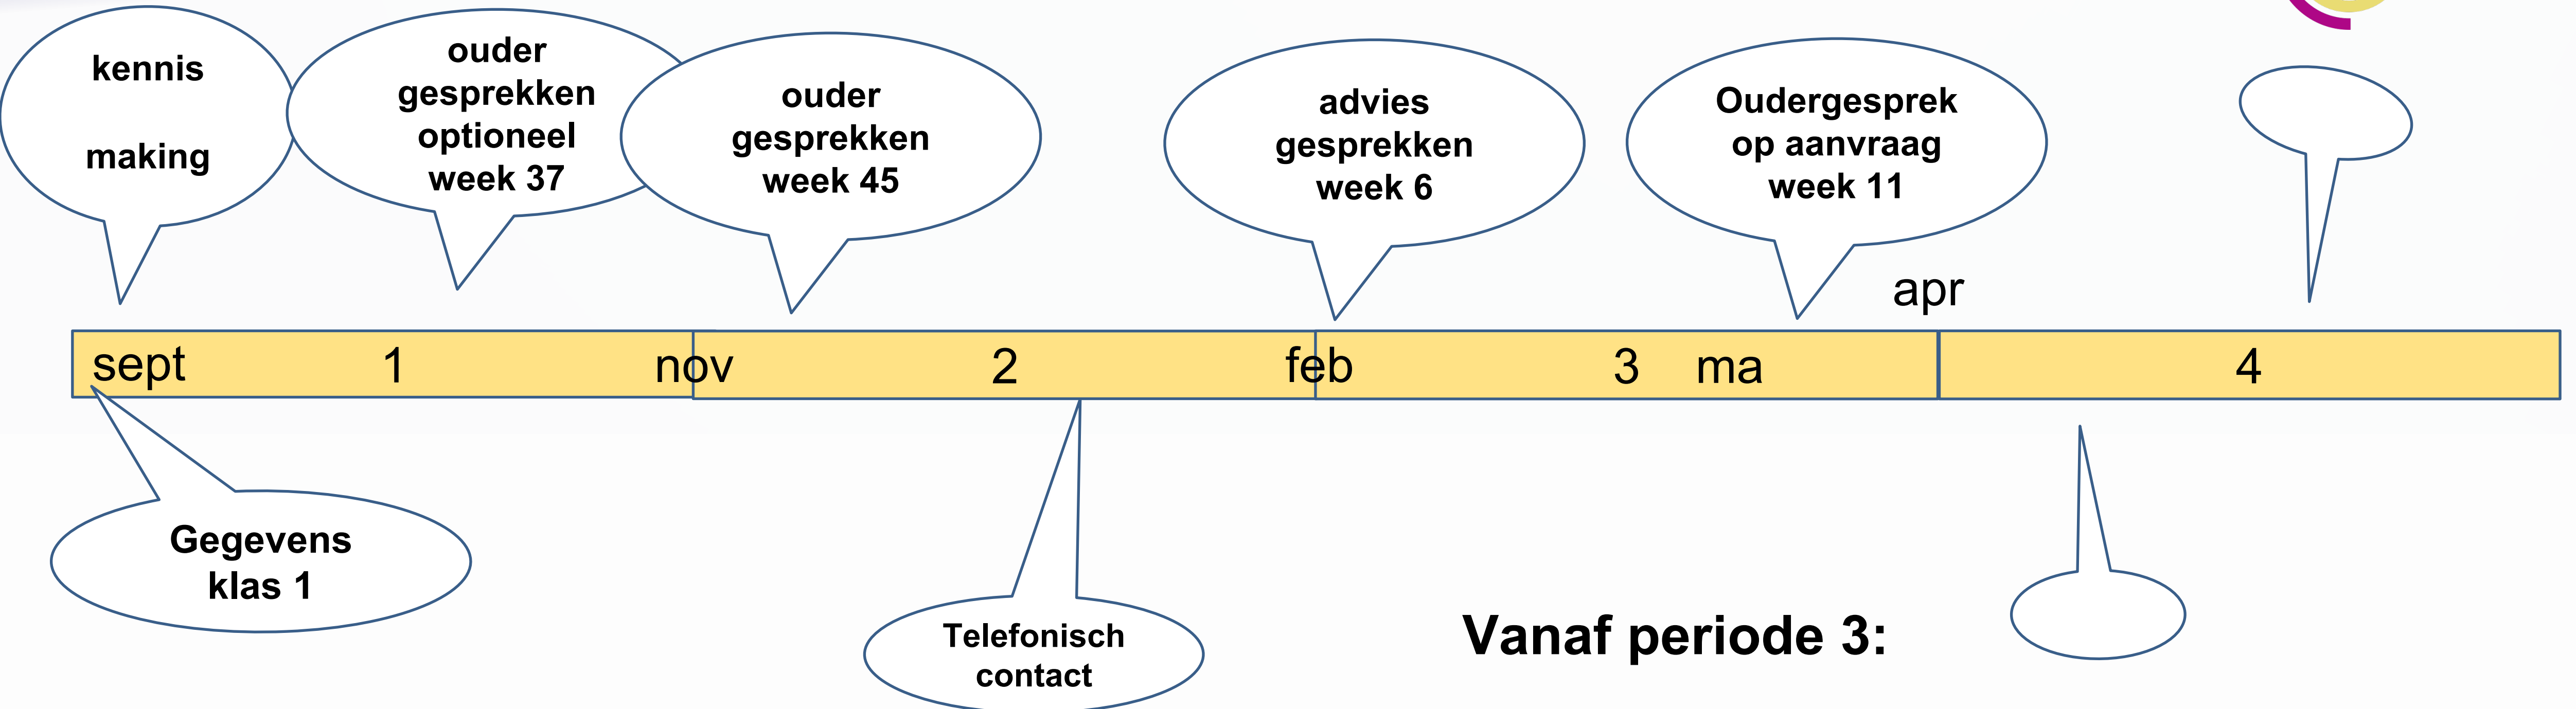 kennis
making
ouder
gesprekken
optioneel
week 37
ouder
gesprekken
week 45
advies
gesprekken
week 6
Oudergesprek
op aanvraag
week 11
apr
sept 1 nov 2 feb 3 ma 4
Gegevens
klas 1
Telefonisch
contact
Vanaf periode 3: